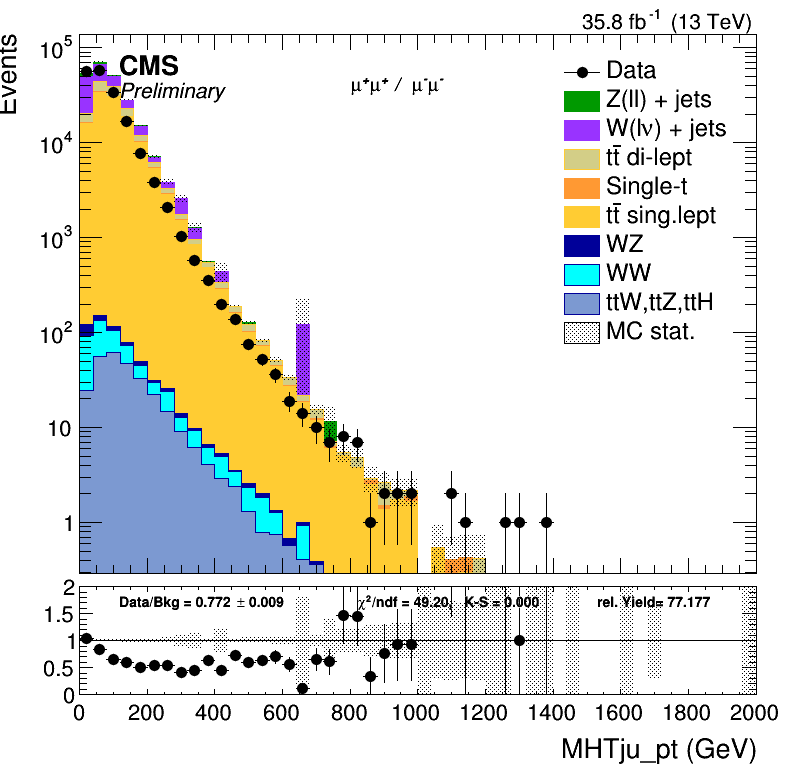 35.8 fb⁻¹ (13 TeV)
Events
10⁵
10⁴
10³
10²
10
1
CMS
Preliminary
μ⁺μ⁺ / μ⁻μ⁻
Data
Z(ll) + jets
W(lν) + jets
tt̄ di-lept
Single-t
tt̄ sing.lept
WZ
WW
ttW,ttZ,ttH
MC stat.
2
1.5
1
0.5
0
Data/Bkg = 0.772 ± 0.009
χ²/ndf = 49.20, K-S = 0.000
rel. Yield= 77.177
0 200 400 600 800 1000 1200 1400 1600 1800 2000
MHTju_pt (GeV)